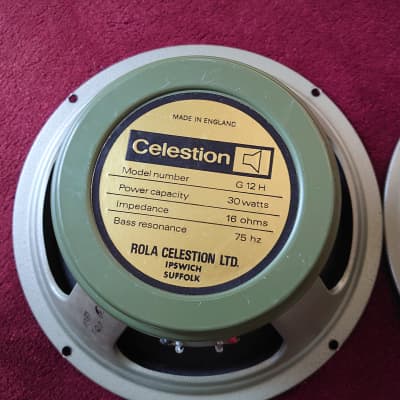 MADE IN ENGLAND
Celestion
Model number G 12 H
Power capacity 30 watts
Impedance 16 ohms
Bass resonance 75 hz
ROLA CELESTION LTD.
IPSWICH
SUFFOLK